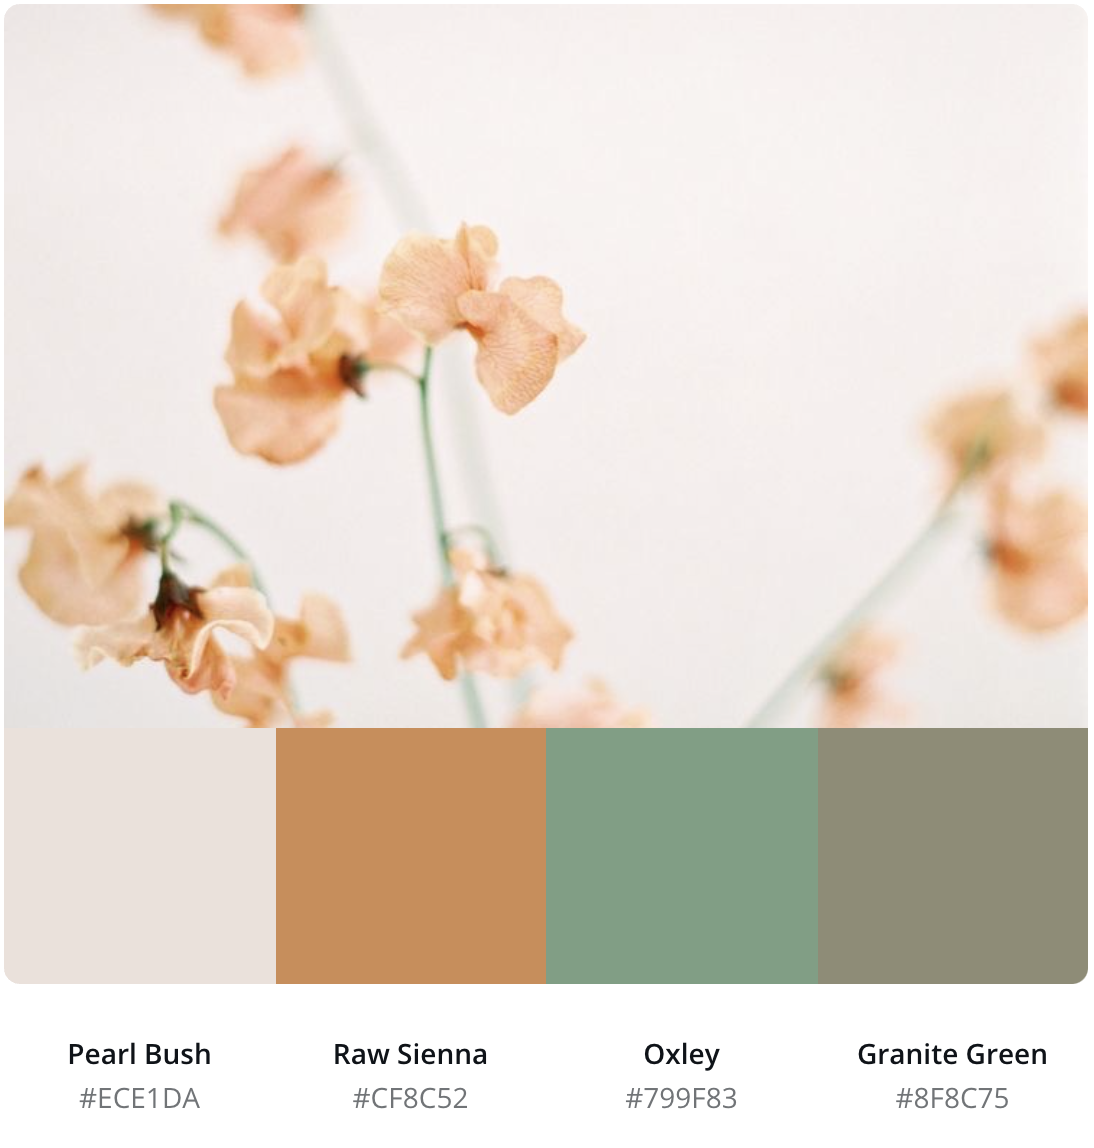 Pearl Bush
#ECE1DA
Raw Sienna
#CF8C52
Oxley
#799F83
Granite Green
#8F8C75